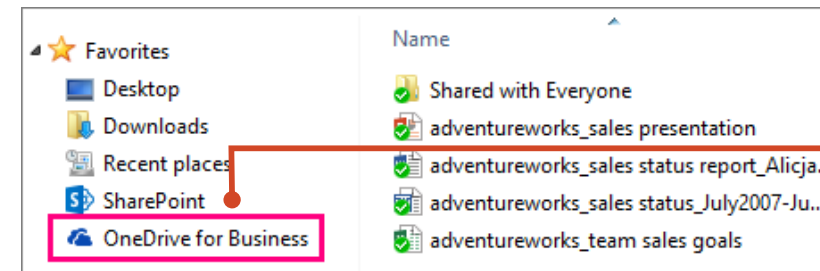 Favorites
Desktop
Downloads
Recent places
SharePoint
OneDrive for Business
Name
Shared with Everyone
adventureworks_sales presentation
adventureworks_sales status report_Alicja.
adventureworks_sales status_July2007-Ju...
adventureworks_team sales goals